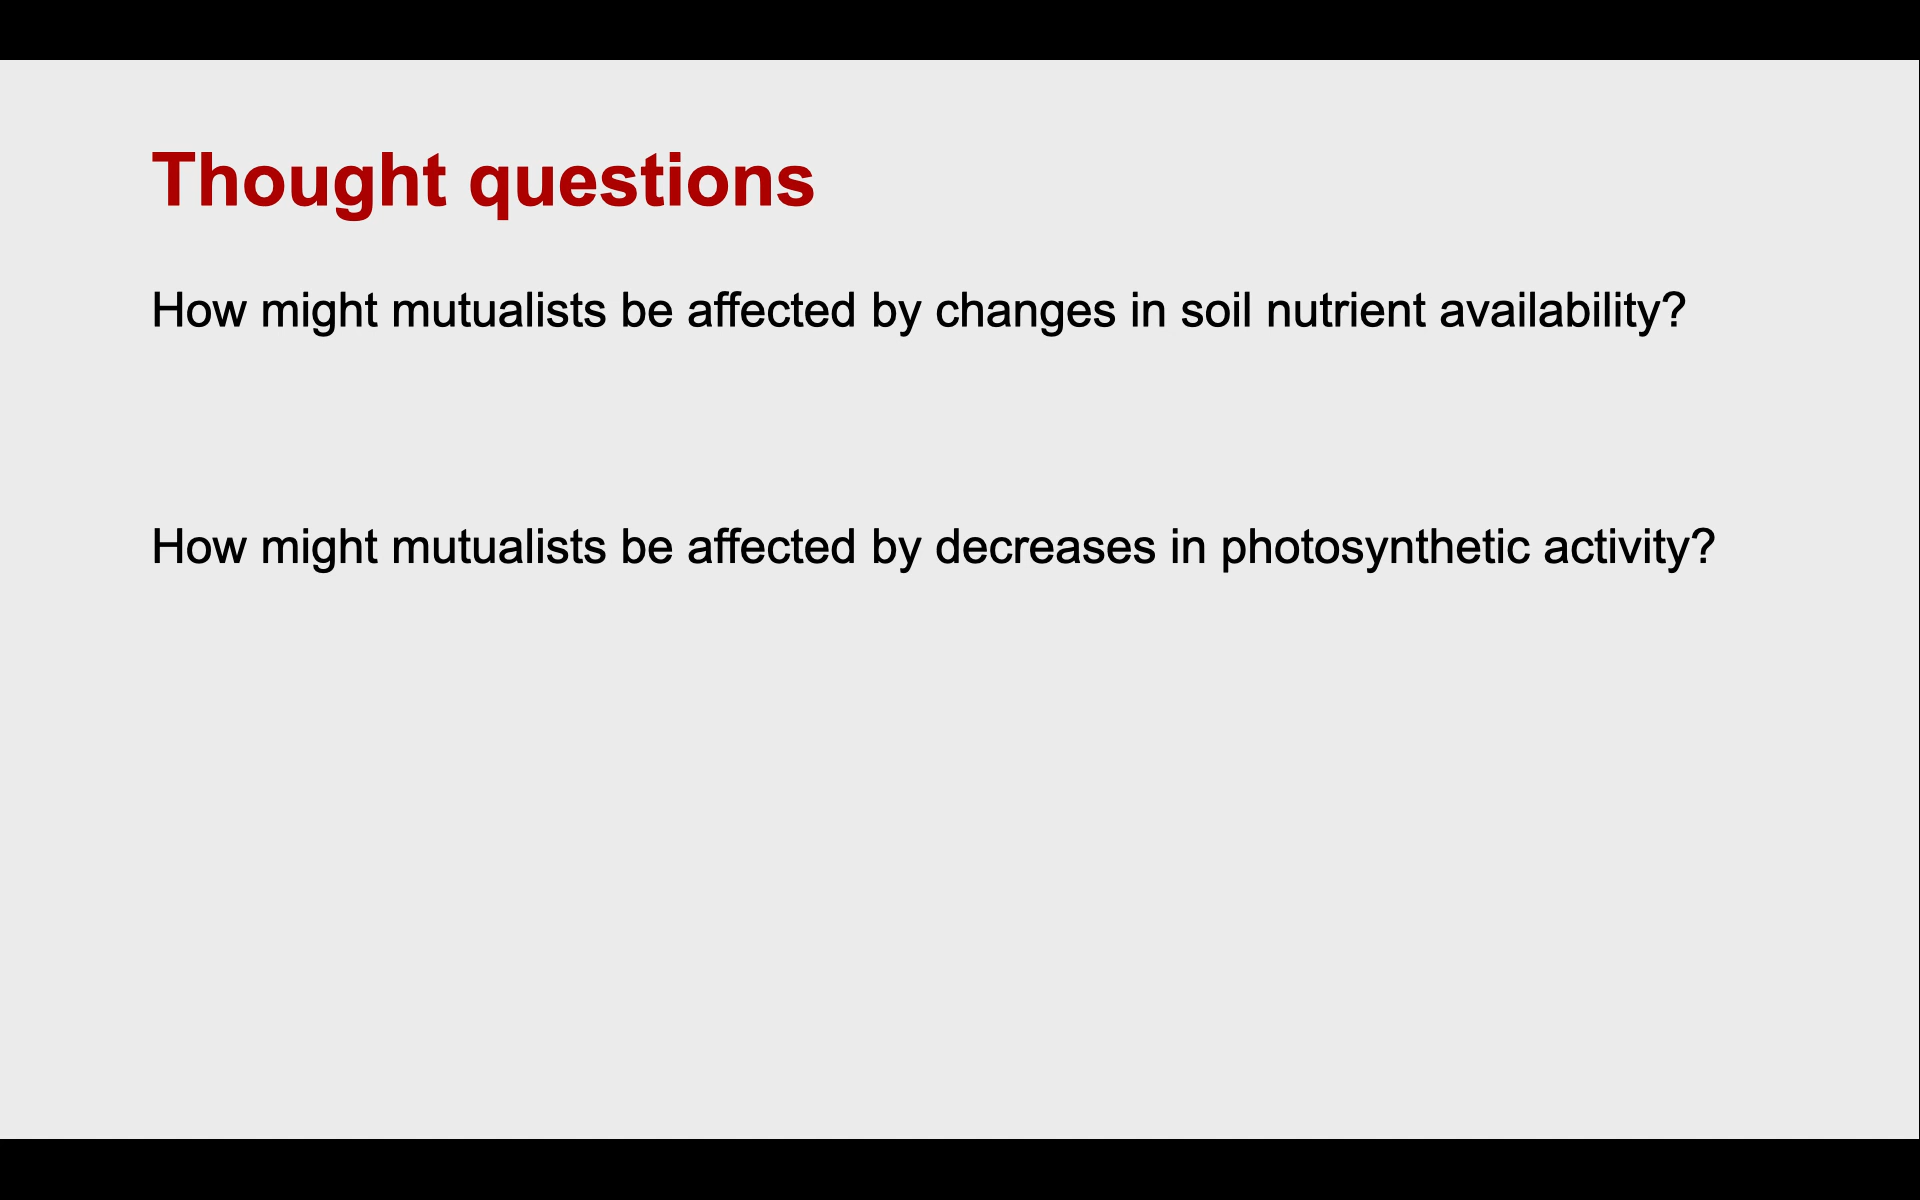 Thought questions
How might mutualists be affected by changes in soil nutrient availability?
How might mutualists be affected by decreases in photosynthetic activity?